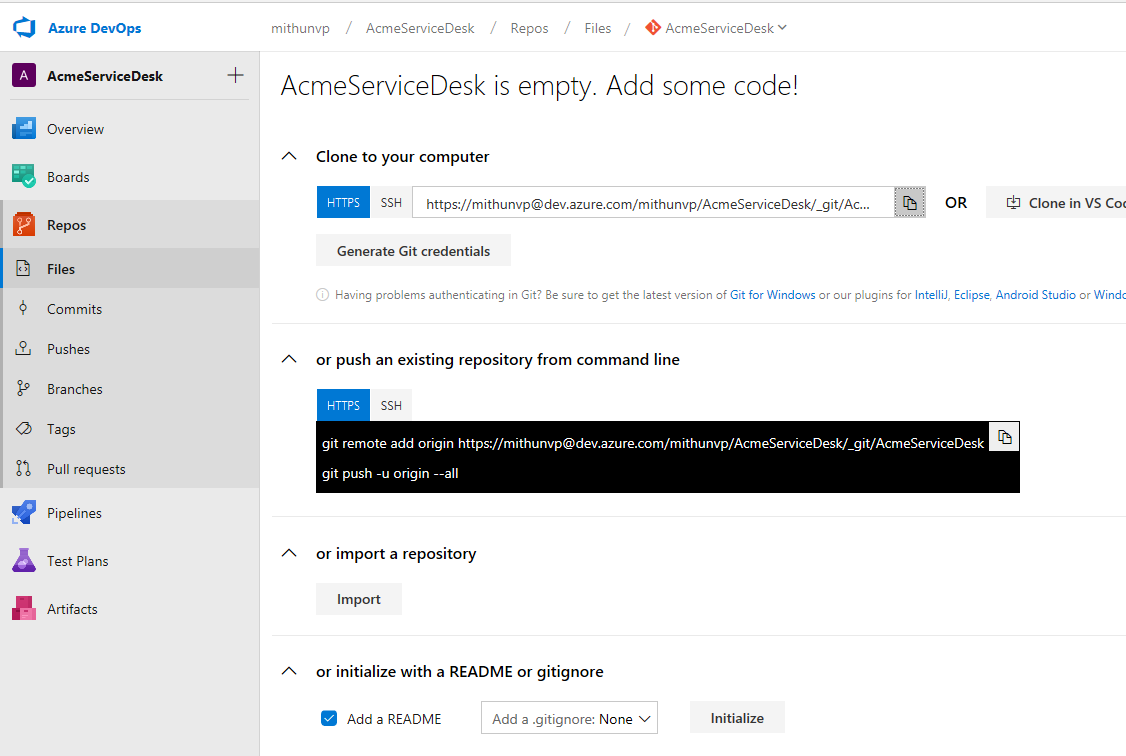 Azure DevOps
mithunvp / AcmeServiceDesk / Repos / Files / AcmeServiceDesk
A AcmeServiceDesk +
Overview
Boards
Repos
Files
Commits
Pushes
Branches
Tags
Pull requests
Pipelines
Test Plans
Artifacts
AcmeServiceDesk is empty. Add some code!
Clone to your computer
HTTPS SSH https://mithunvp@dev.azure.com/mithunvp/AcmeServiceDesk/_git/Ac... OR Clone in VS Coc
Generate Git credentials
Having problems authenticating in Git? Be sure to get the latest version of Git for Windows or our plugins for IntelliJ, Eclipse, Android Studio or Windo
or push an existing repository from command line
HTTPS SSH
git remote add origin https://mithunvp@dev.azure.com/mithunvp/AcmeServiceDesk/_git/AcmeServiceDesk
git push -u origin --all
or import a repository
Import
or initialize with a README or gitignore
Add a README Add a .gitignore: None Initialize